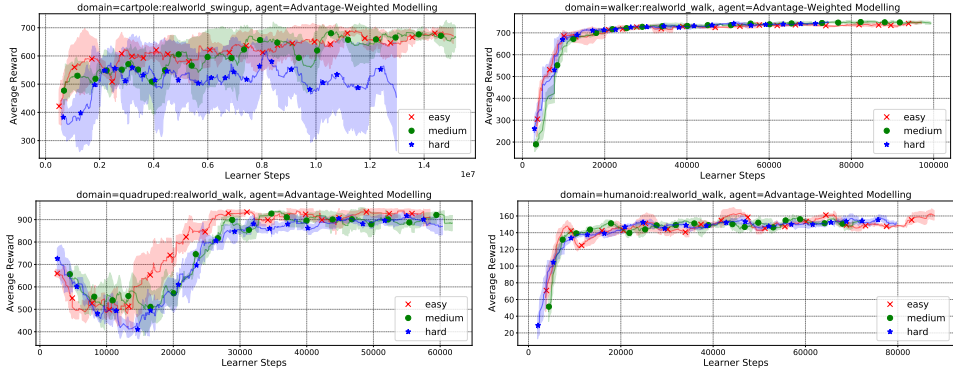 domain=cartpole:realworld_swingup, agent=Advantage-Weighted Modelling
700
600
500
400
300
Average Reward
0.0 0.2 0.4 0.6 0.8 1.0 1.2 1.4
1e7
Learner Steps
easy
medium
hard
domain=walker:realworld_walk, agent=Advantage-Weighted Modelling
700
600
500
400
300
200
Average Reward
20000 40000 60000 80000 100000
Learner Steps
easy
medium
hard
domain=quadruped:realworld_walk, agent=Advantage-Weighted Modelling
900
800
700
600
500
400
Average Reward
0 10000 20000 30000 40000 50000 60000
Learner Steps
easy
medium
hard
domain=humanoid:realworld_walk, agent=Advantage-Weighted Modelling
160
140
120
100
80
60
40
20
Average Reward
0 20000 40000 60000 80000
Learner Steps
easy
medium
hard